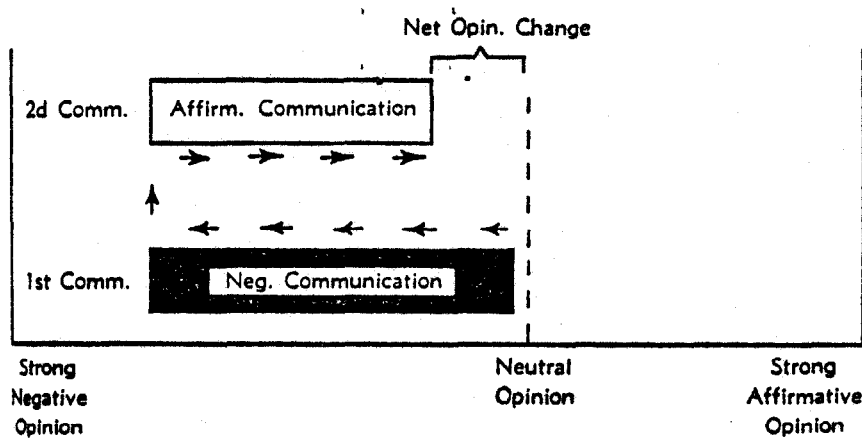 Net Opin. Change
2d Comm.
Affirm. Communication
1st Comm.
Neg. Communication
Strong
Negative
Opinion
Neutral
Opinion
Strong
Affirmative
Opinion